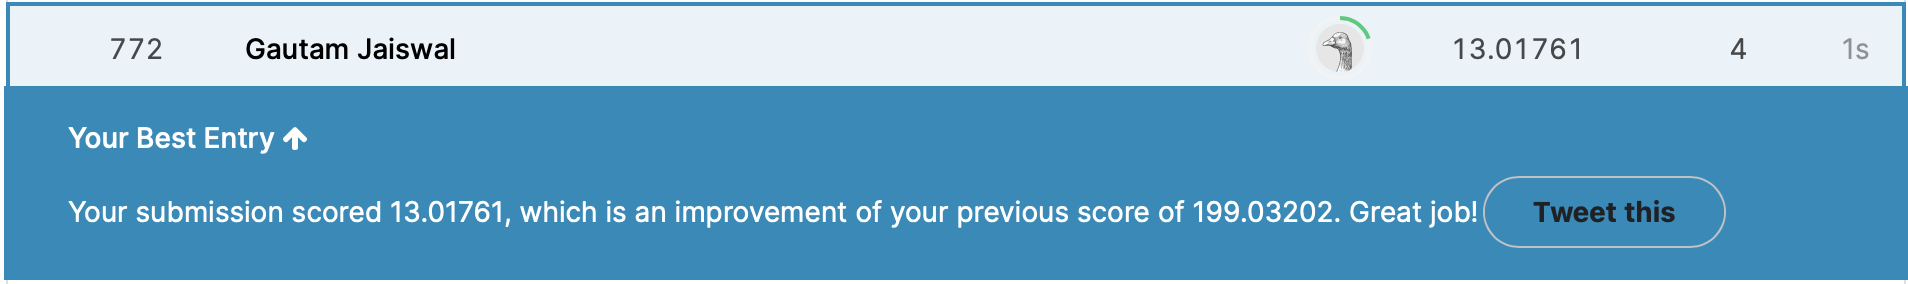 772 Gautam Jaiswal 13.01761 4 1s
Your Best Entry
Your submission scored 13.01761, which is an improvement of your previous score of 199.03202. Great job! Tweet this